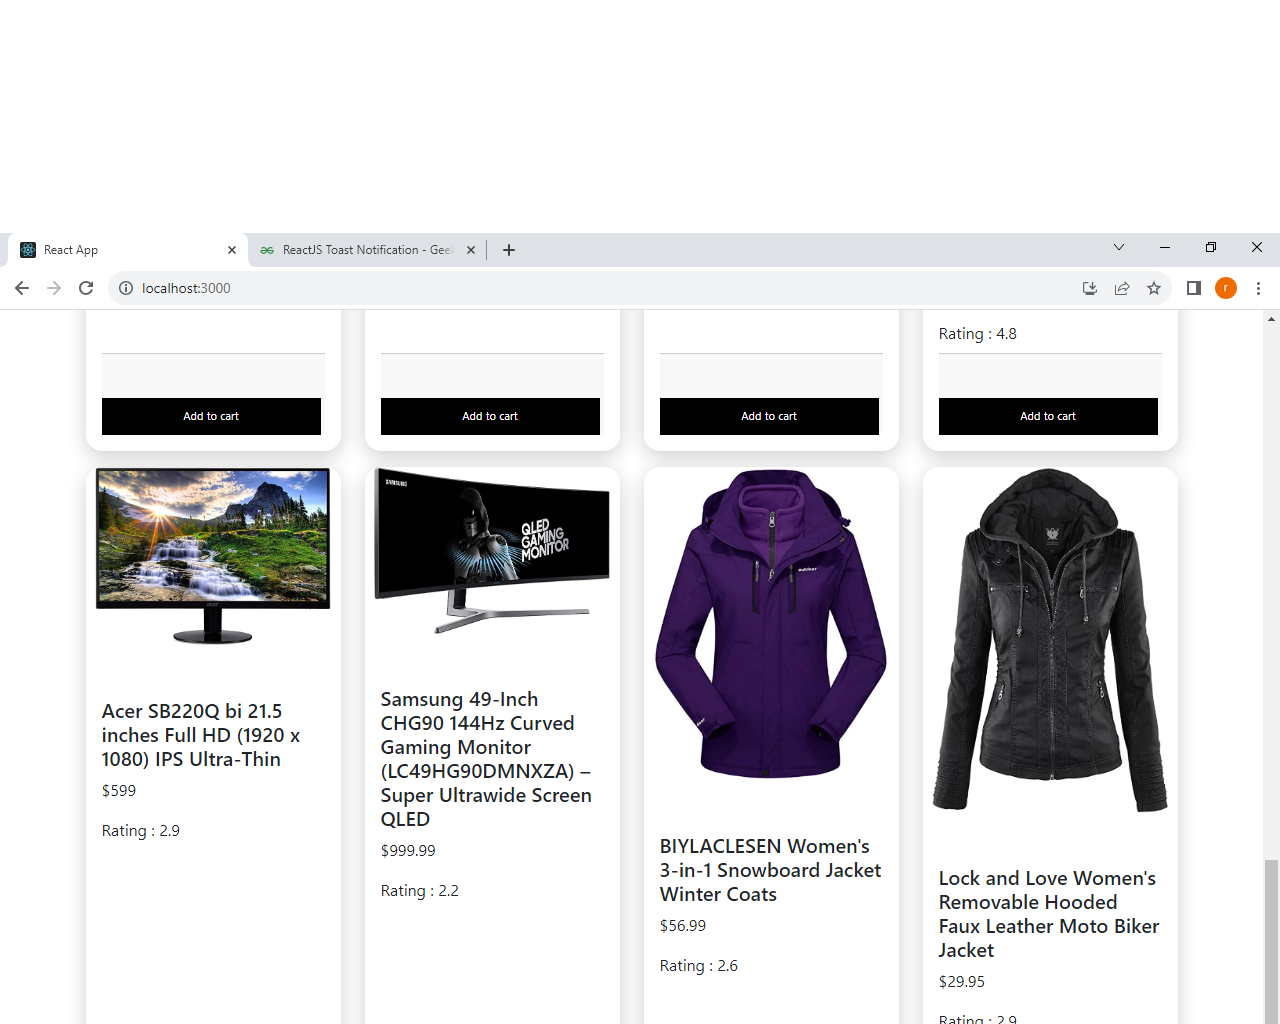 React App
ReactJS Toast Notification - Geek
localhost:3000
r
Rating : 4.8
Add to cart
Add to cart
Add to cart
Add to cart
acer
Acer SB220Q bi 21.5
inches Full HD (1920 x
1080) IPS Ultra-Thin
$599
Rating : 2.9
SAMSUNG
QLED
GAMING
MONITOR
Samsung 49-Inch
CHG90 144Hz Curved
Gaming Monitor
(LC49HG90DMNXZA) –
Super Ultrawide Screen
QLED
$999.99
Rating : 2.2
outdoor
BIYLACLESEN Women's
3-in-1 Snowboard Jacket
Winter Coats
$56.99
Rating : 2.6
Lock and Love Women's
Removable Hooded
Faux Leather Moto Biker
Jacket
$29.95
Rating : 2.9